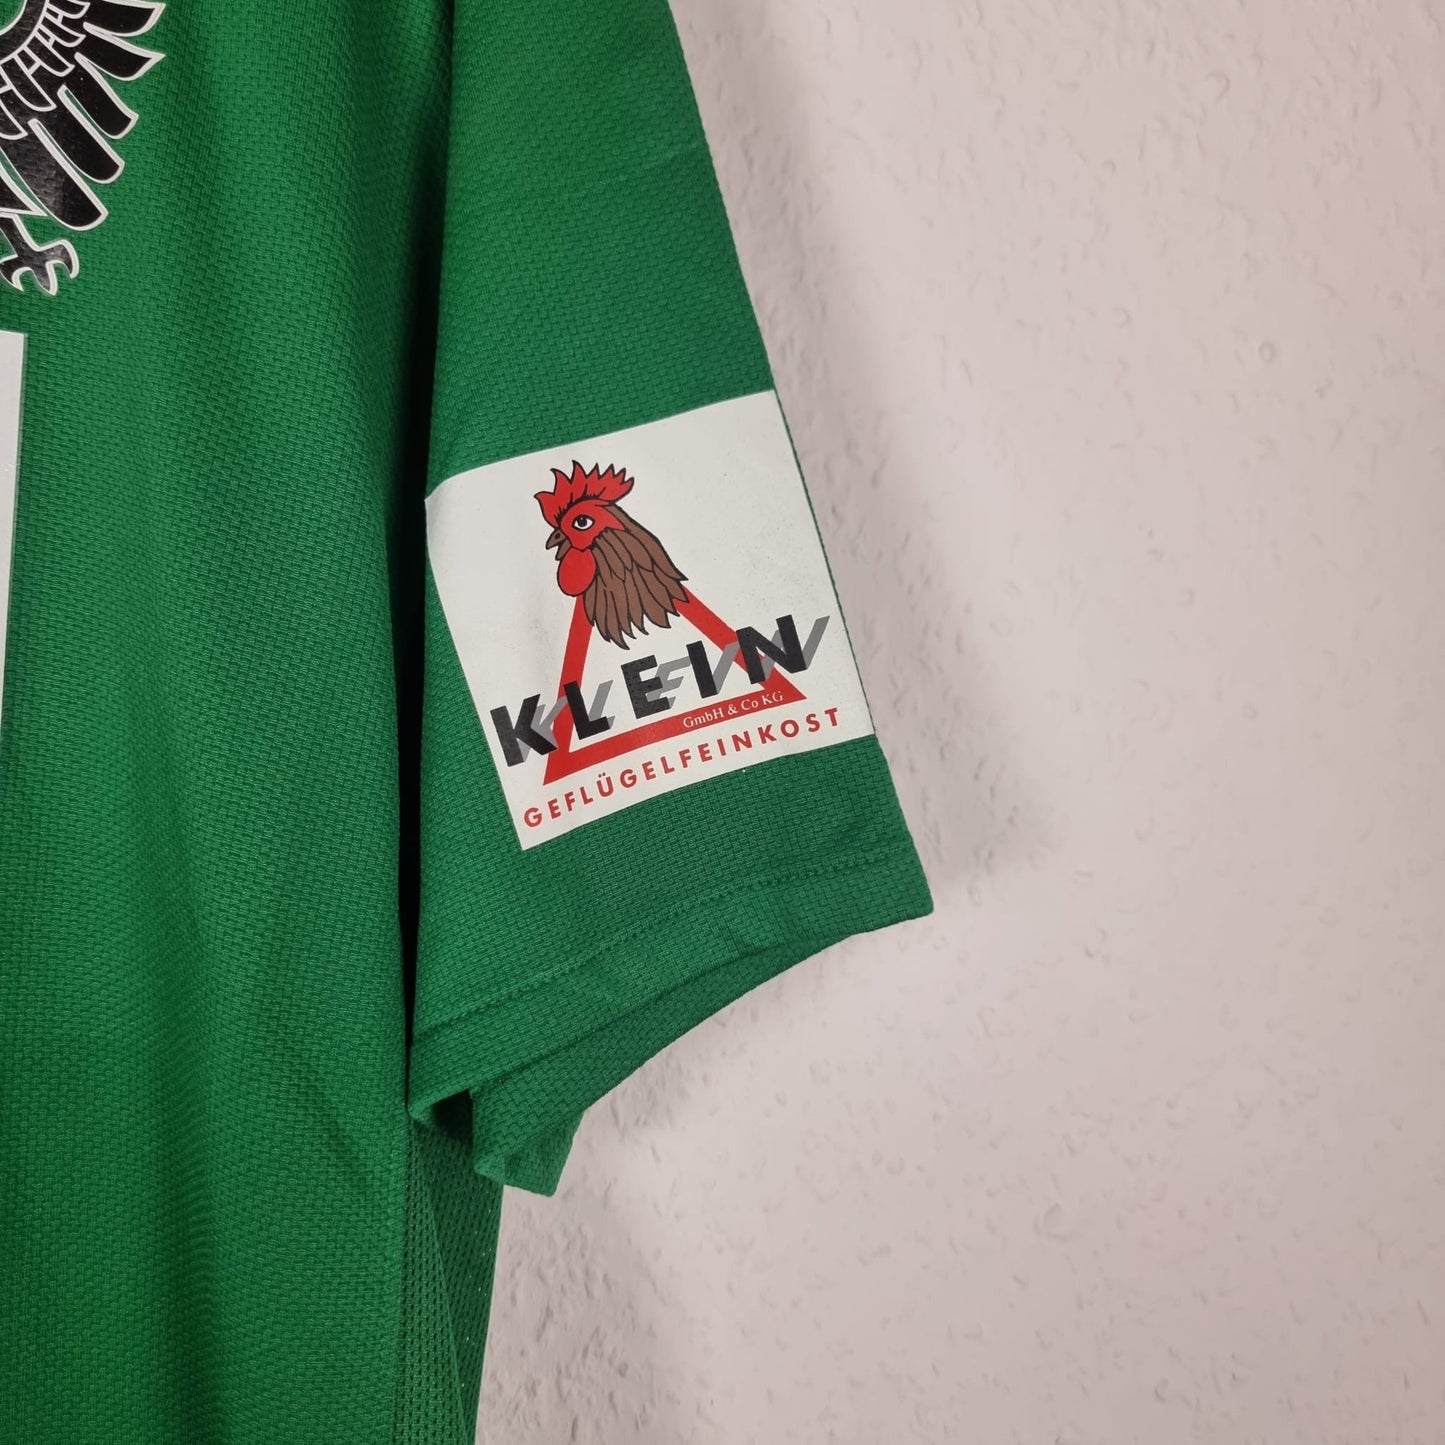 KLEIN
GmbH & Co KG
GEFLÜGELFEINKOST